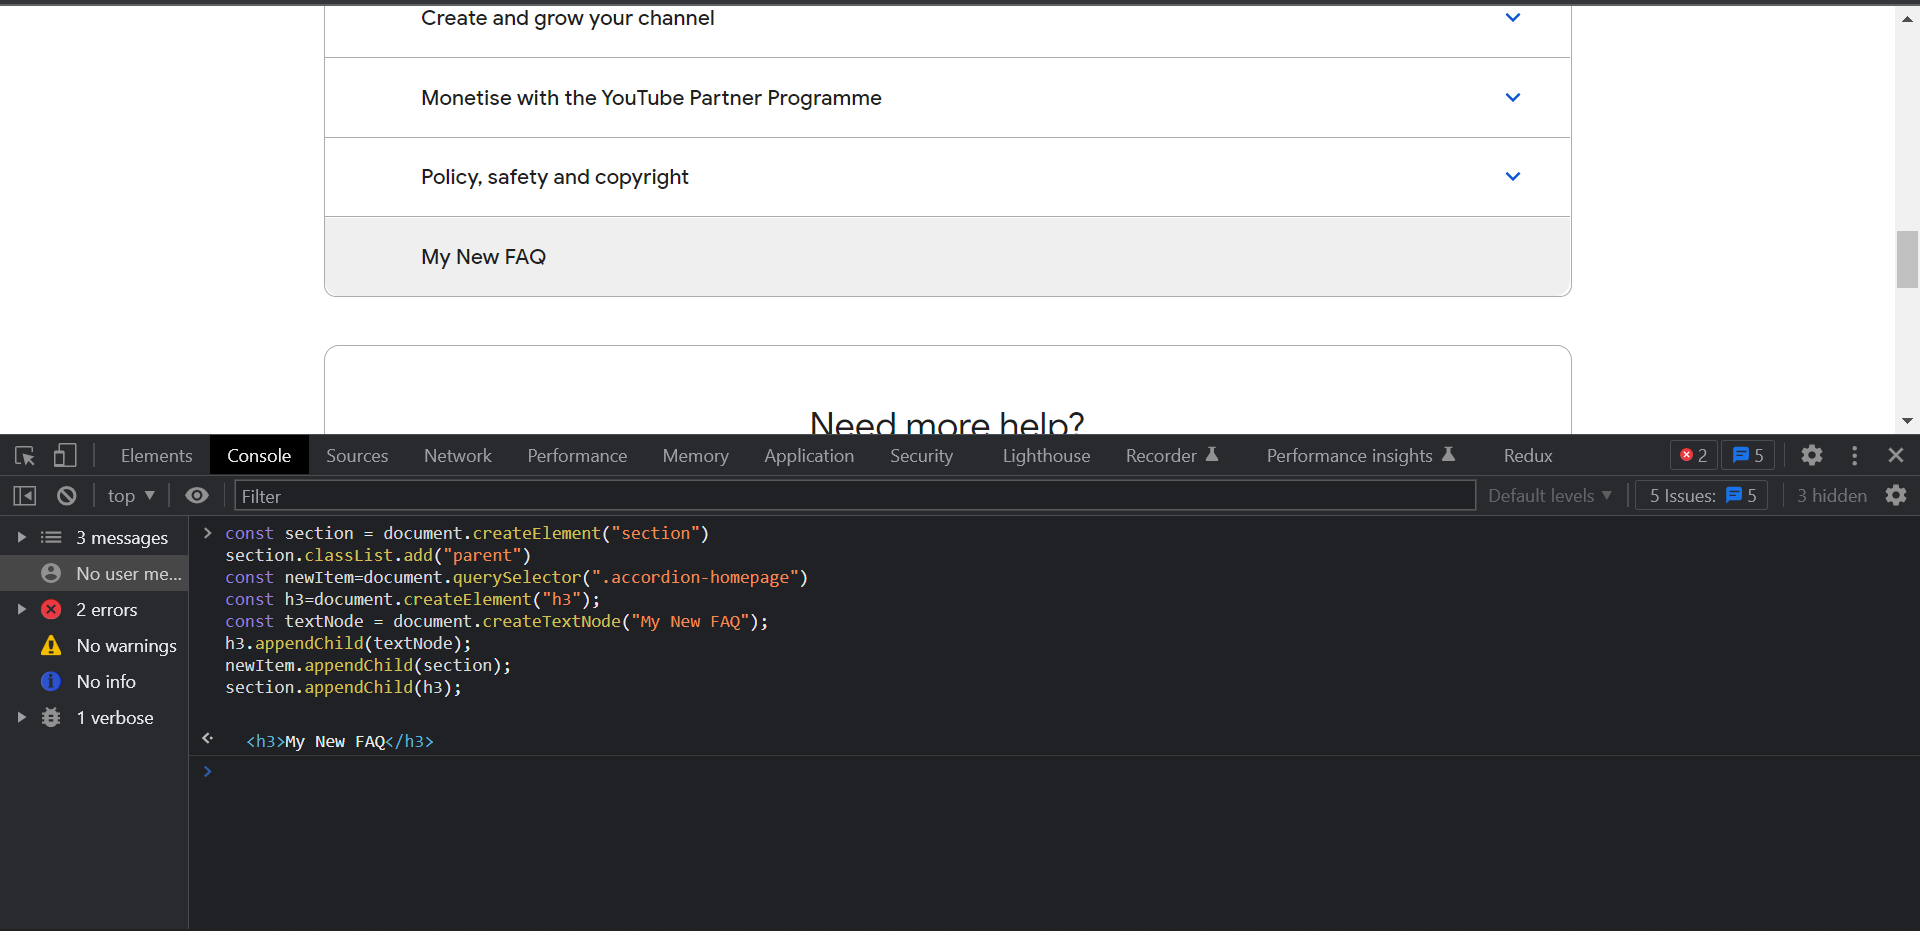 Create and grow your channel
Monetise with the YouTube Partner Programme
Policy, safety and copyright
My New FAQ
Need more help?
Elements Console Sources Network Performance Memory Application Security Lighthouse Recorder Performance insights Redux 2 5
top Filter Default levels 5 Issues: 5 3 hidden
3 messages
No user me...
2 errors
No warnings
No info
1 verbose
const section = document.createElement("section")
section.classList.add("parent")
const newItem=document.querySelector(".accordion-homepage")
const h3=document.createElement("h3");
const textNode = document.createTextNode("My New FAQ");
h3.appendChild(textNode);
newItem.appendChild(section);
section.appendChild(h3);
<h3>My New FAQ</h3>